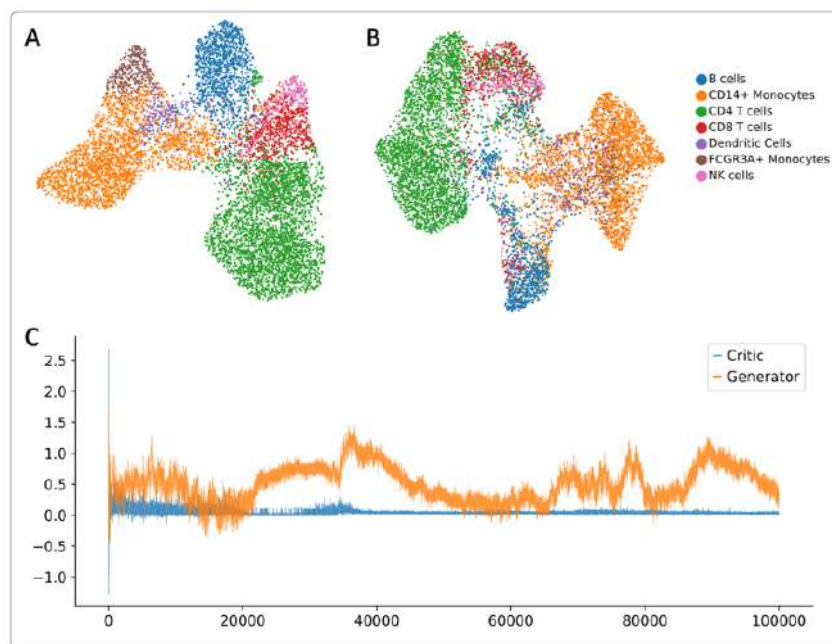 A
B
B cells
CD14+ Monocytes
CD4 T cells
CD8 T cells
Dendritic Cells
FCGR3A+ Monocytes
NK cells
C
Critic
Generator
2.5
2.0
1.5
1.0
0.5
0.0
−0.5
−1.0
0 20000 40000 60000 80000 100000